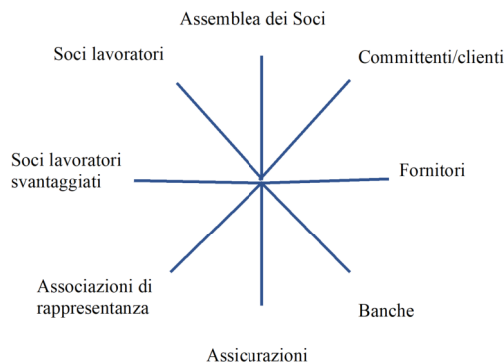 Assemblea dei Soci
Soci lavoratori
Committenti/clienti
Soci lavoratori
svantaggiati
Fornitori
Associazioni di
rappresentanza
Banche
Assicurazioni